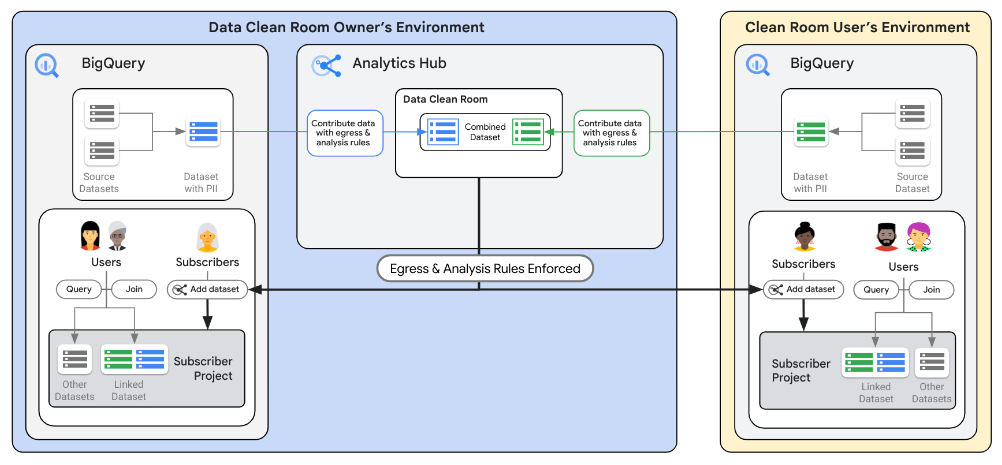 Data Clean Room Owner's Environment
BigQuery
Source
Datasets
Dataset
with PII
Users
Query
Join
Subscribers
Add dataset
Other
Datasets
Linked
Dataset
Subscriber
Project
Analytics Hub
Contribute data
with egress &
analysis rules
Data Clean Room
Combined
Dataset
Contribute data
with egress &
analysis rules
Egress & Analysis Rules Enforced
Clean Room User's Environment
BigQuery
Dataset
with PII
Source
Dataset
Subscribers
Add dataset
Users
Query
Join
Subscriber
Project
Linked
Dataset
Other
Datasets